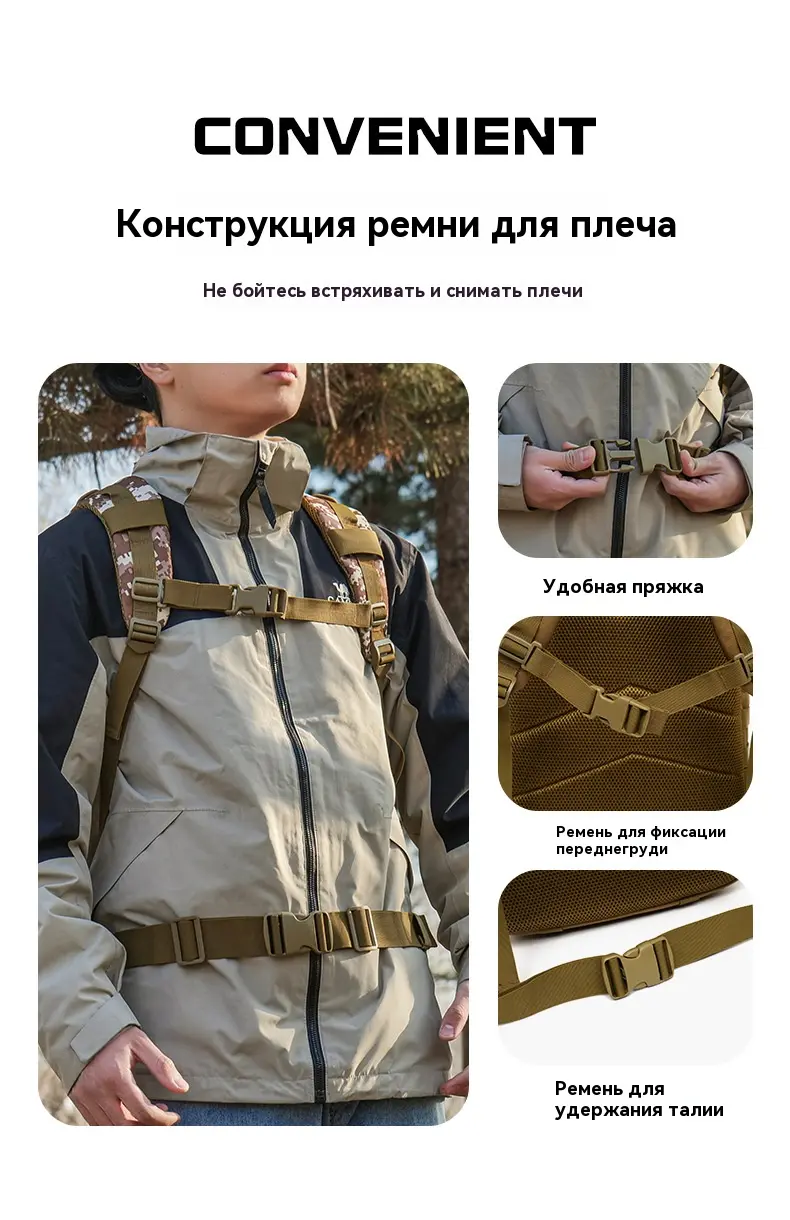 CONVENIENT
Конструкция ремни для плеча
Не бойтесь встряхивать и снимать плечи
Удобная пряжка
Ремень для фиксации
переднегруди
Ремень для
удержания талии